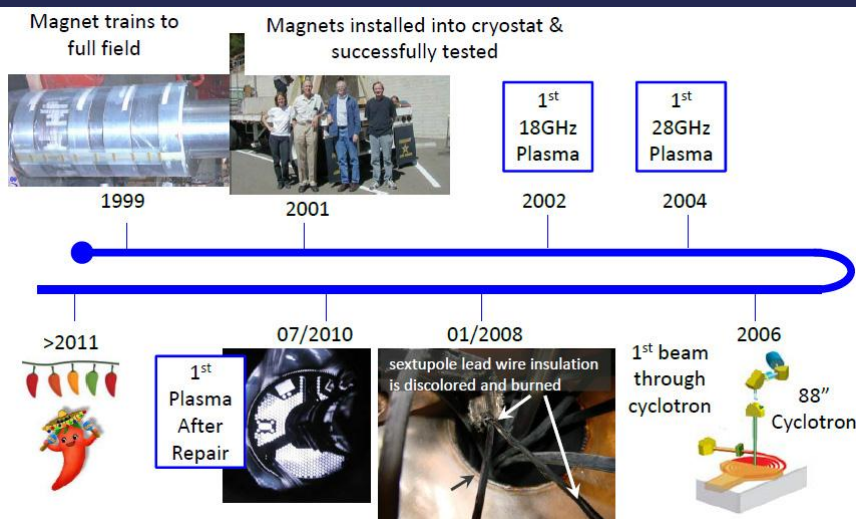 Magnet trains to
full field
Magnets installed into cryostat &
successfully tested
1st
18GHz
Plasma
1st
28GHz
Plasma
1999
2001
2002
2004
>2011
07/2010
01/2008
2006
1st
Plasma
After
Repair
sextupole lead wire insulation
is discolored and burned
1st beam
through
cyclotron
88”
Cyclotron